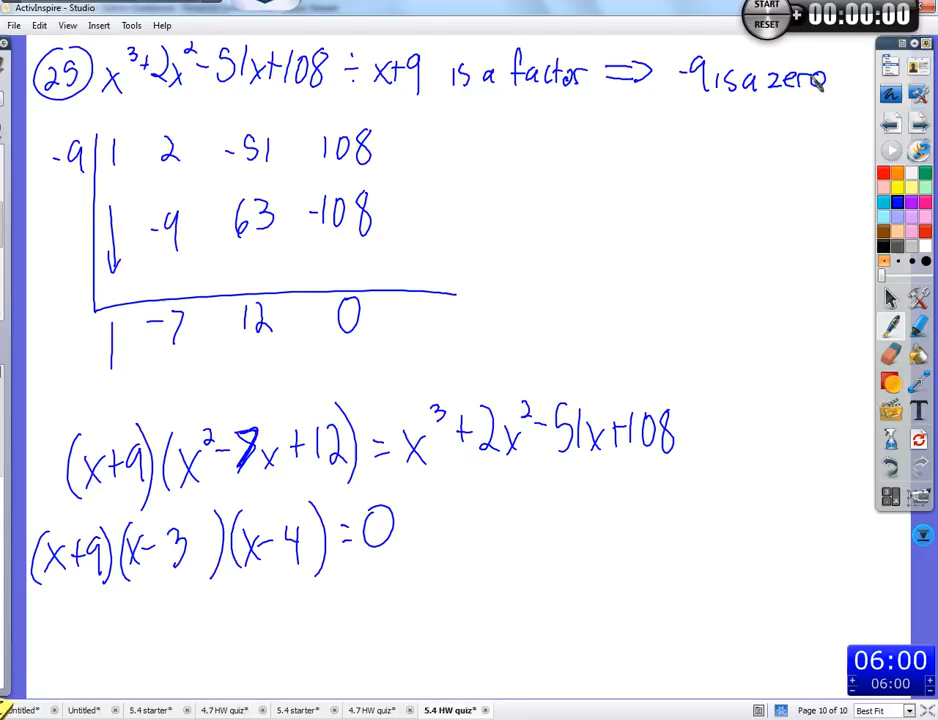 ActivInspire - Studio
START
RESET
+ 00:00:00
File Edit View Insert Tools Help
25 x³+2x²-51x+108 ÷ x+9 is a factor ⟹ -9 is a zero
-9 1 2 -51 108
↓ -9 63 -108
1 -7 12 0
(x+9)(x²-7x+12)=x³+2x²-51x+108
(x+9)(x-3 )(x-4)=0
T
06:00
06:00
ntitled* Untitled* 5.4 starter* 4.7 HW quiz* 5.4 starter* 4.7 HW quiz* 5.4 HW quiz* Page 10 of 10 Best Fit